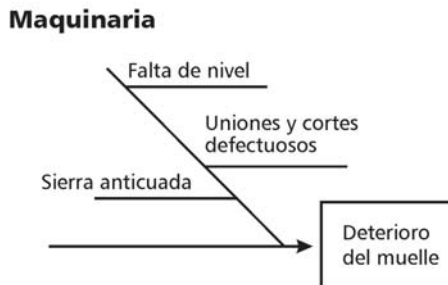 Maquinaria
Falta de nivel
Uniones y cortes
defectuosos
Sierra anticuada
Deterioro
del muelle